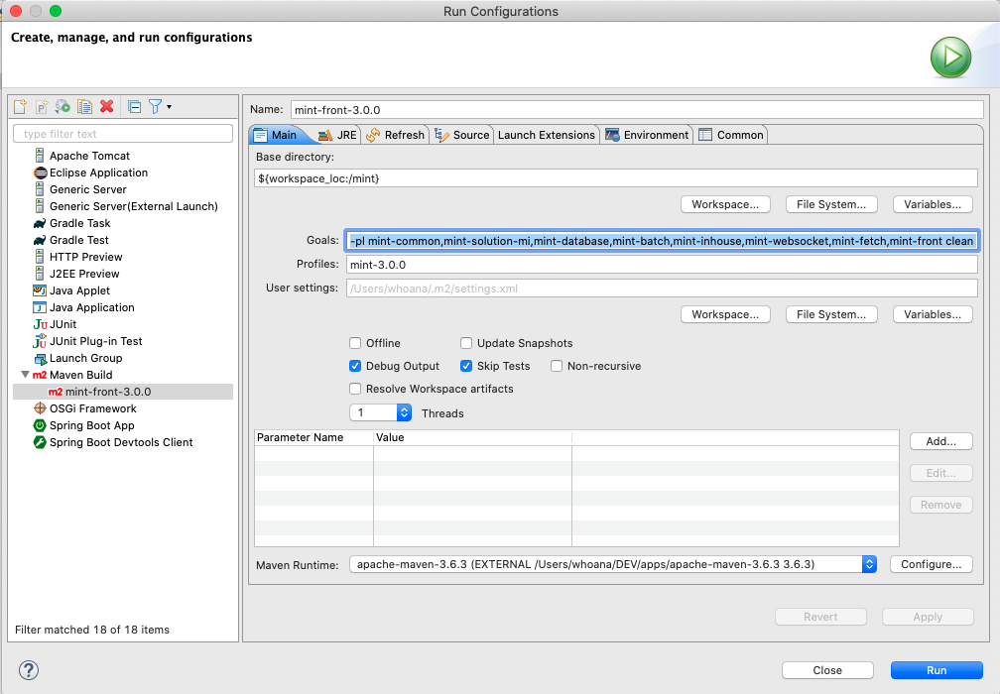 Run Configurations
Create, manage, and run configurations
type filter text
Apache Tomcat
Eclipse Application
Generic Server
Generic Server(External Launch)
Gradle Task
Gradle Test
HTTP Preview
J2EE Preview
Java Applet
Java Application
JUnit
JUnit Plug-in Test
Launch Group
Maven Build
mint-front-3.0.0
OSGi Framework
Spring Boot App
Spring Boot Devtools Client
Filter matched 18 of 18 items
Name: mint-front-3.0.0
Main JRE Refresh Source Launch Extensions Environment Common
Base directory:
${workspace_loc:/mint}
Workspace... File System... Variables...
Goals: -pl mint-common,mint-solution-mi,mint-database,mint-batch,mint-inhouse,mint-websocket,mint-fetch,mint-front clean
Profiles: mint-3.0.0
User settings: /Users/whoana/.m2/settings.xml
Workspace... File System... Variables...
Offline Update Snapshots
Debug Output Skip Tests Non-recursive
Resolve Workspace artifacts
1 Threads
Parameter Name Value
Add...
Edit...
Remove
Maven Runtime: apache-maven-3.6.3 (EXTERNAL /Users/whoana/DEV/apps/apache-maven-3.6.3 3.6.3) Configure...
Revert Apply
? Close Run